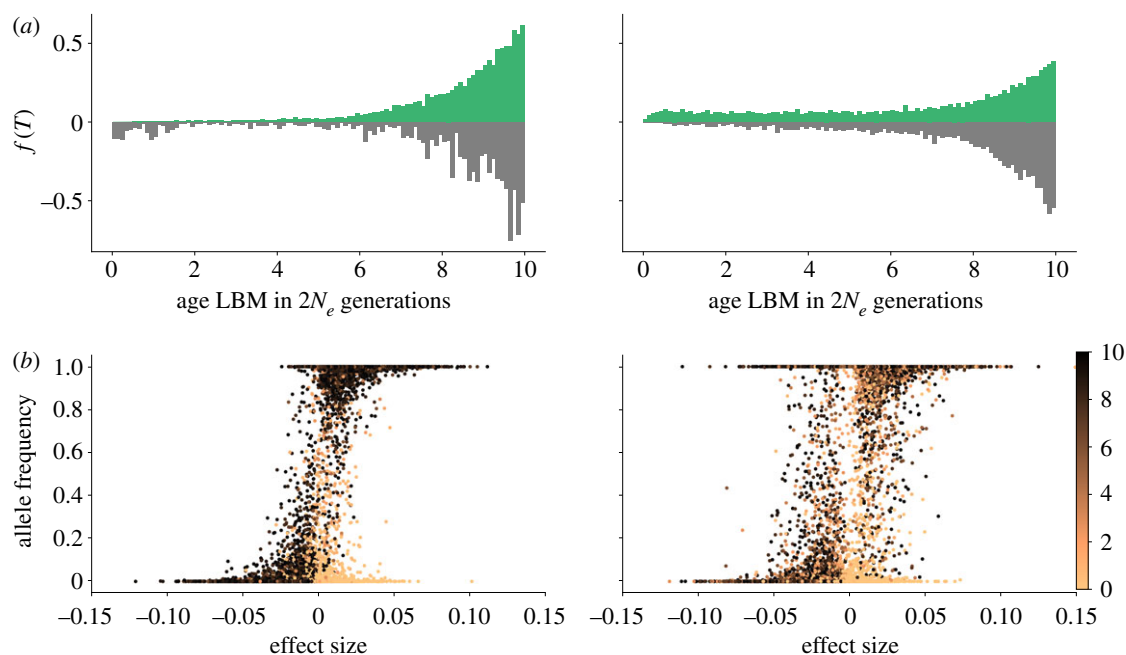 (a)
0.5
0
−0.5
f (T)
0 2 4 6 8 10
0 2 4 6 8 10
age LBM in 2Ne generations
age LBM in 2Ne generations
(b)
1.0
0.8
0.6
0.4
0.2
0
allele frequency
10
8
6
4
2
0
−0.15 −0.10 −0.05 0 0.05 0.10 0.15
−0.15 −0.10 −0.05 0 0.05 0.10 0.15
effect size
effect size